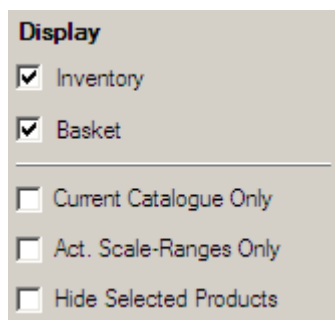 Display
Inventory
Basket
Current Catalogue Only
Act. Scale-Ranges Only
Hide Selected Products